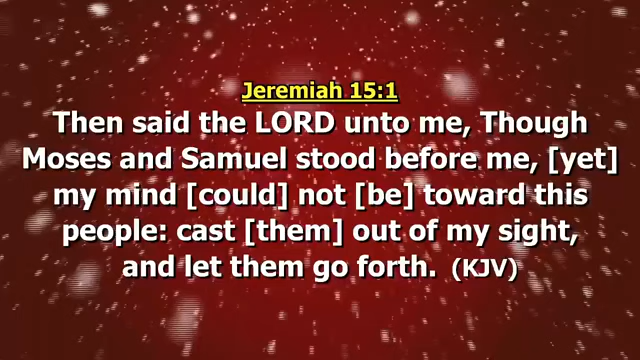 Jeremiah 15:1
Then said the LORD unto me, Though
Moses and Samuel stood before me, [yet]
my mind [could] not [be] toward this
people: cast [them] out of my sight,
and let them go forth. (KJV)